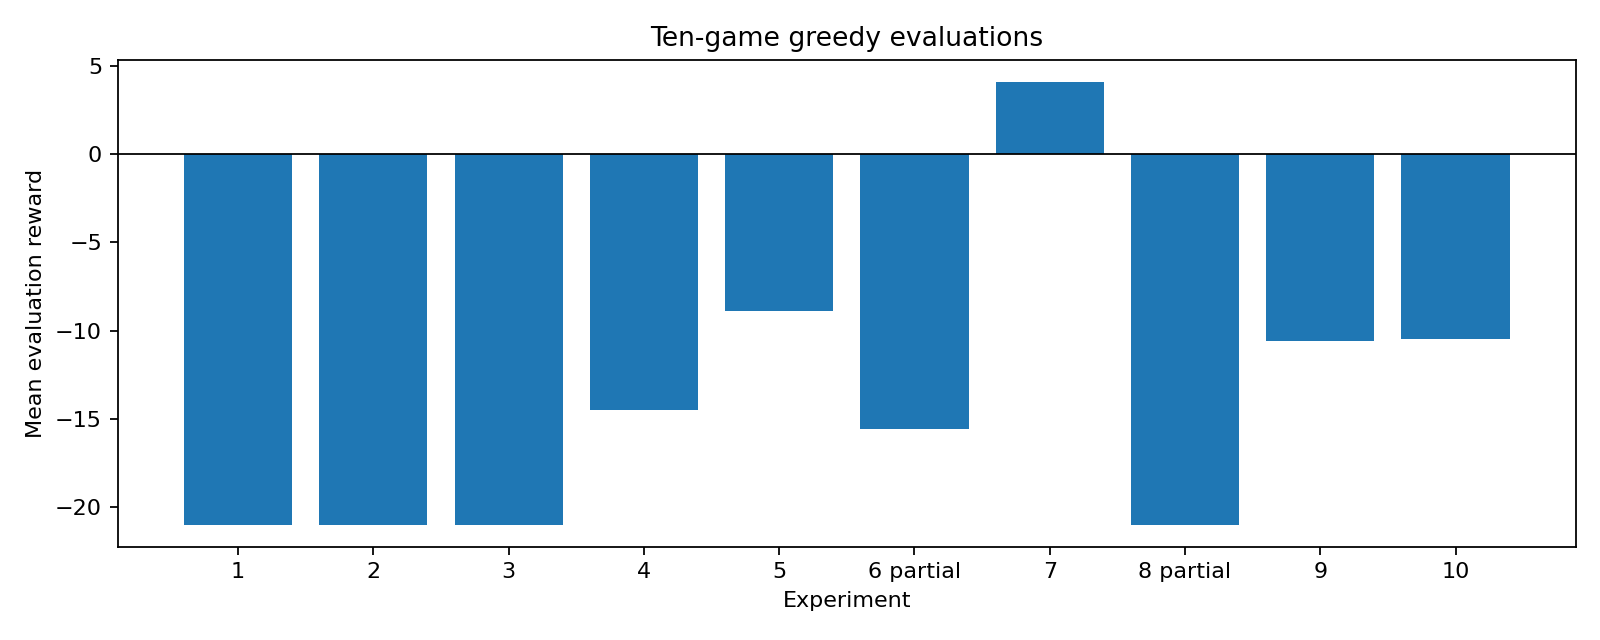 Ten-game greedy evaluations
Mean evaluation reward
5
0
−5
−10
−15
−20
1 2 3 4 5 6 partial 7 8 partial 9 10
Experiment